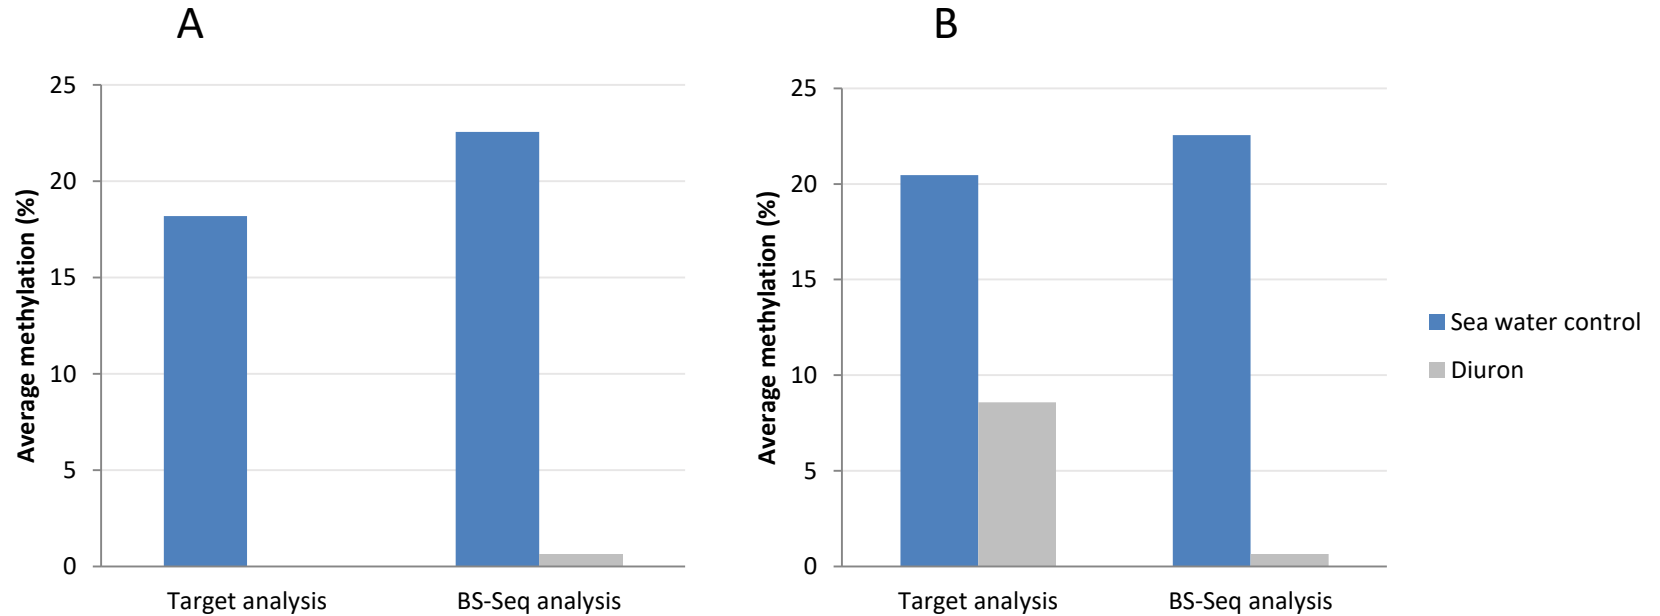 A
Average methylation (%)
25
20
15
10
5
0
Target analysis
BS-Seq analysis
B
Average methylation (%)
25
20
15
10
5
0
Target analysis
BS-Seq analysis
Sea water control
Diuron